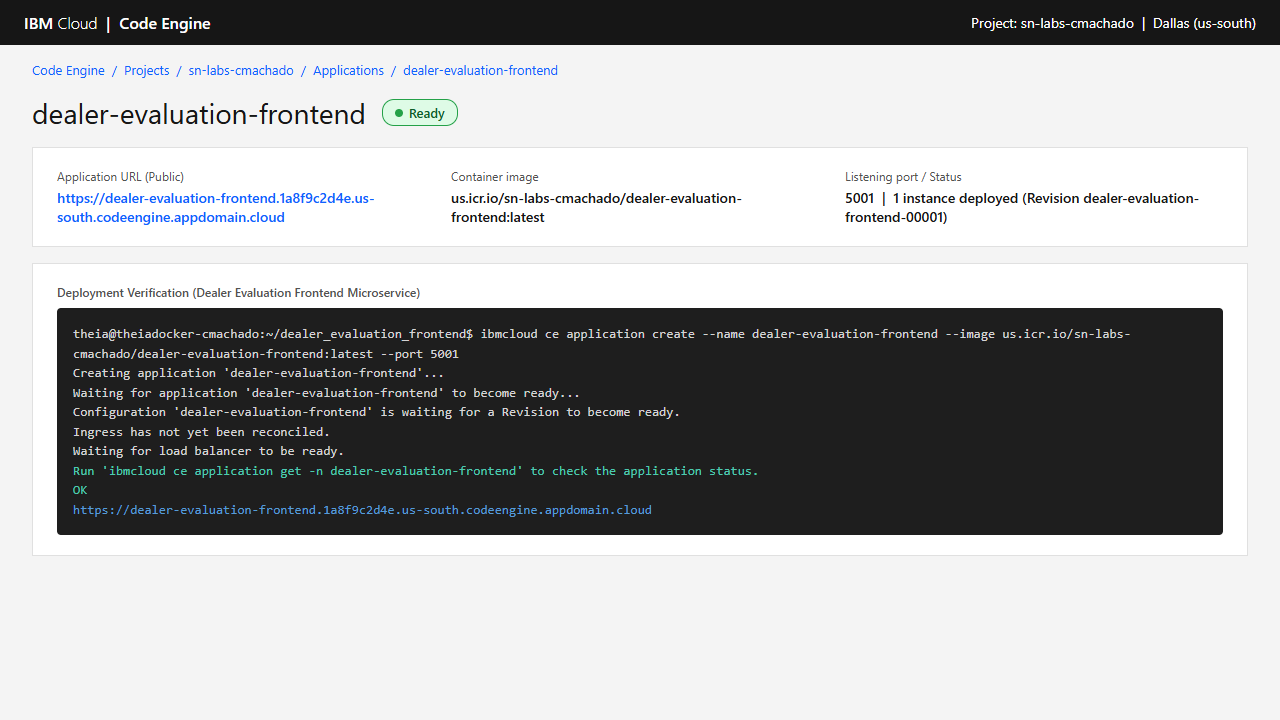 IBM Cloud | Code Engine
Project: sn-labs-cmachado | Dallas (us-south)
Code Engine / Projects / sn-labs-cmachado / Applications / dealer-evaluation-frontend
dealer-evaluation-frontend
Ready
Application URL (Public)
https://dealer-evaluation-frontend.1a8f9c2d4e.us-
south.codeengine.appdomain.cloud
Container image
us.icr.io/sn-labs-cmachado/dealer-evaluation-
frontend:latest
Listening port / Status
5001 | 1 instance deployed (Revision dealer-evaluation-
frontend-00001)
Deployment Verification (Dealer Evaluation Frontend Microservice)
theia@theiadocker-cmachado:~/dealer_evaluation_frontend$ ibmcloud ce application create --name dealer-evaluation-frontend --image us.icr.io/sn-labs-
cmachado/dealer-evaluation-frontend:latest --port 5001
Creating application 'dealer-evaluation-frontend'...
Waiting for application 'dealer-evaluation-frontend' to become ready...
Configuration 'dealer-evaluation-frontend' is waiting for a Revision to become ready.
Ingress has not yet been reconciled.
Waiting for load balancer to be ready.
Run 'ibmcloud ce application get -n dealer-evaluation-frontend' to check the application status.
OK
https://dealer-evaluation-frontend.1a8f9c2d4e.us-south.codeengine.appdomain.cloud